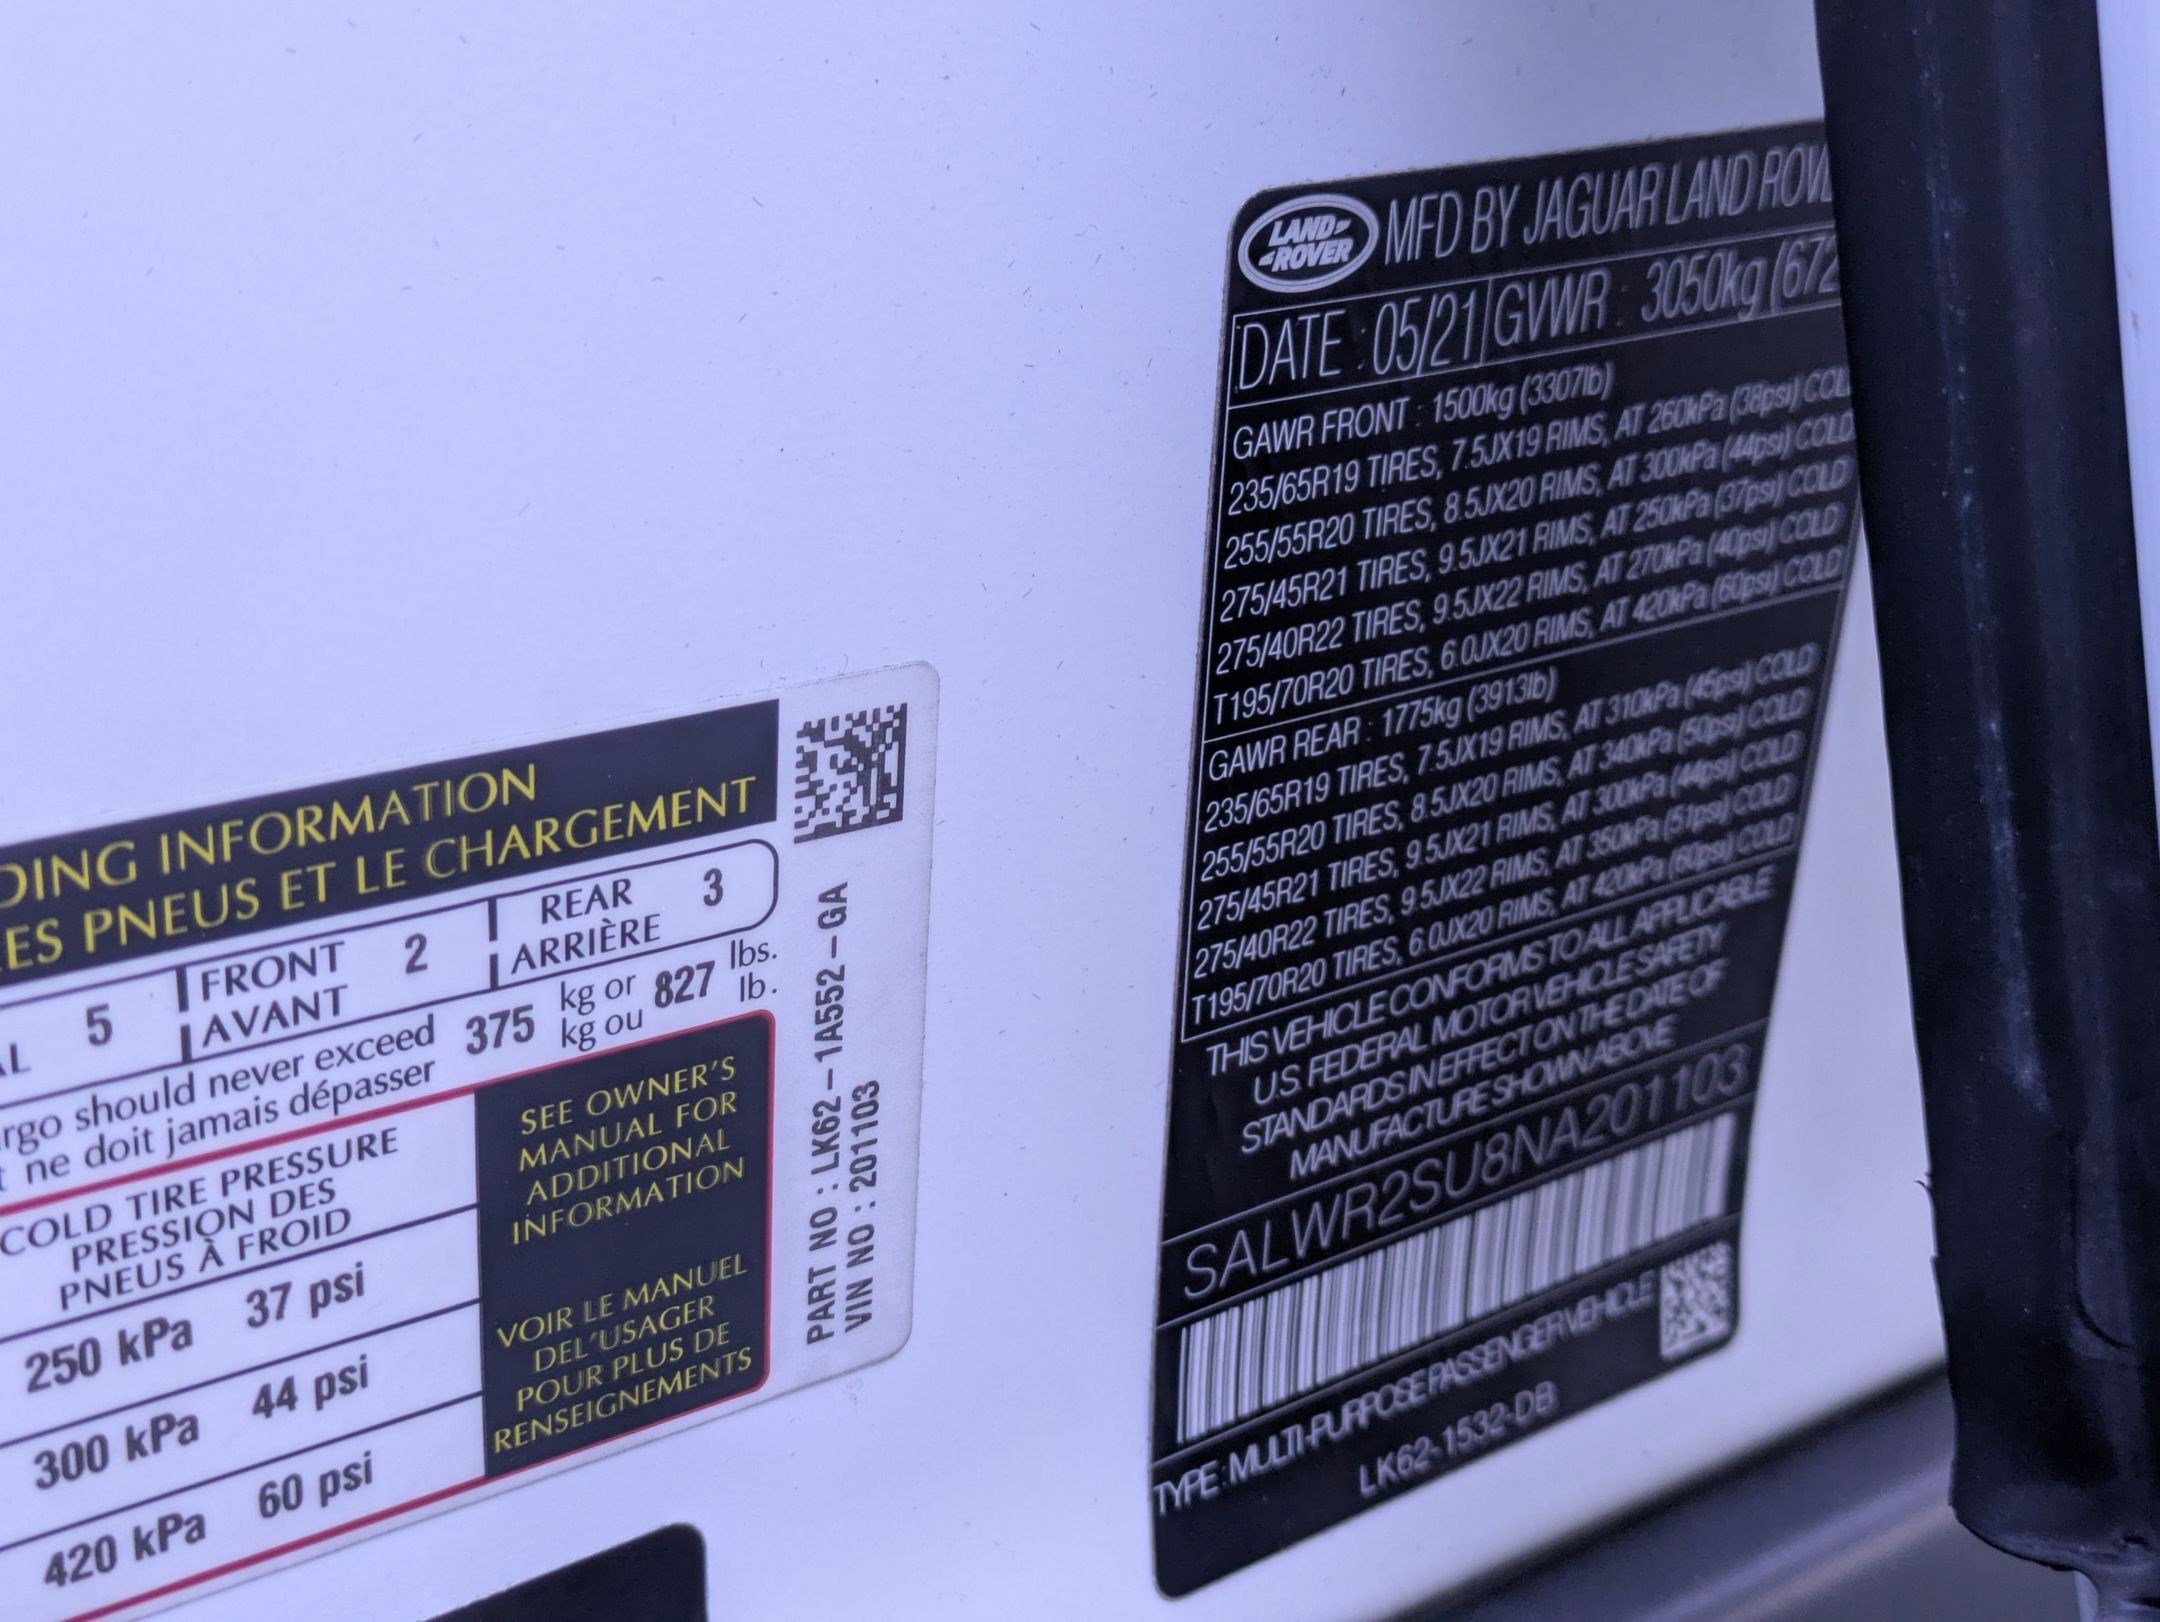 DING INFORMATION
ES PNEUS ET LE CHARGEMENT
AL 5 FRONT AVANT 2 REAR ARRIÈRE 3
rgo should never exceed 375 kg or 827 lbs.
t ne doit jamais dépasser kg ou lb.
COLD TIRE PRESSURE
PRESSION DES
PNEUS À FROID
250 kPa 37 psi
300 kPa 44 psi
420 kPa 60 psi
SEE OWNER'S
MANUAL FOR
ADDITIONAL
INFORMATION
VOIR LE MANUEL
DEL'USAGER
POUR PLUS DE
RENSEIGNEMENTS
PART NO : LK62-1A552-GA
VIN NO : 201103
LAND ROVER MFD BY JAGUAR LAND ROVE
DATE : 05/21 GVWR : 3050kg (672
GAWR FRONT : 1500kg (3307lb)
235/65R19 TIRES, 7.5JX19 RIMS, AT 260kPa (38psi) COL
255/55R20 TIRES, 8.5JX20 RIMS, AT 300kPa (44psi) COLD
275/45R21 TIRES, 9.5JX21 RIMS, AT 250kPa (37psi) COLD
275/40R22 TIRES, 9.5JX22 RIMS, AT 270kPa (40psi) COLD
T195/70R20 TIRES, 6.0JX20 RIMS, AT 420kPa (60psi) COLD
GAWR REAR : 1775kg (3913lb)
235/65R19 TIRES, 7.5JX19 RIMS, AT 310kPa (45psi) COLD
255/55R20 TIRES, 8.5JX20 RIMS, AT 340kPa (50psi) COLD
275/45R21 TIRES, 9.5JX21 RIMS, AT 300kPa (44psi) COLD
275/40R22 TIRES, 9.5JX22 RIMS, AT 350kPa (51psi) COLD
T195/70R20 TIRES, 6.0JX20 RIMS, AT 420kPa (60psi) COLD
THIS VEHICLE CONFORMS TO ALL APPLICABLE
U.S. FEDERAL MOTOR VEHICLE SAFETY
STANDARDS IN EFFECT ON THE DATE OF
MANUFACTURE SHOWN ABOVE
SALWR2SU8NA201103
TYPE : MULTI-PURPOSE PASSENGER VEHICLE
LK62-1532-DB